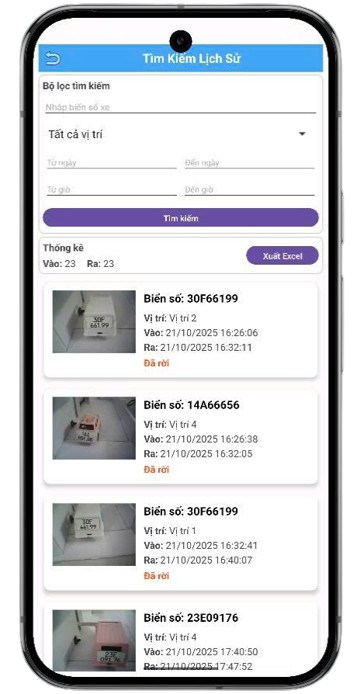 Tìm Kiếm Lịch Sử
Bộ lọc tìm kiếm
Nhập biển số xe
Tất cả vị trí
Từ ngày Đến ngày
Từ giờ Đến giờ
Tìm kiếm
Thống kê
Vào: 23 Ra: 23
Xuất Excel
30F
661.99
Biển số: 30F66199
Vị trí: Vị trí 2
Vào: 21/10/2025 16:26:06
Ra: 21/10/2025 16:32:11
Đã rời
Biển số: 14A66656
Vị trí: Vị trí 4
Vào: 21/10/2025 16:26:38
Ra: 21/10/2025 16:32:05
Đã rời
30F
661.99
Biển số: 30F66199
Vị trí: Vị trí 1
Vào: 21/10/2025 16:32:41
Ra: 21/10/2025 16:40:07
Đã rời
Biển số: 23E09176
Vị trí: Vị trí 4
Vào: 21/10/2025 17:40:50
Ra: 21/10/2025 17:47:52